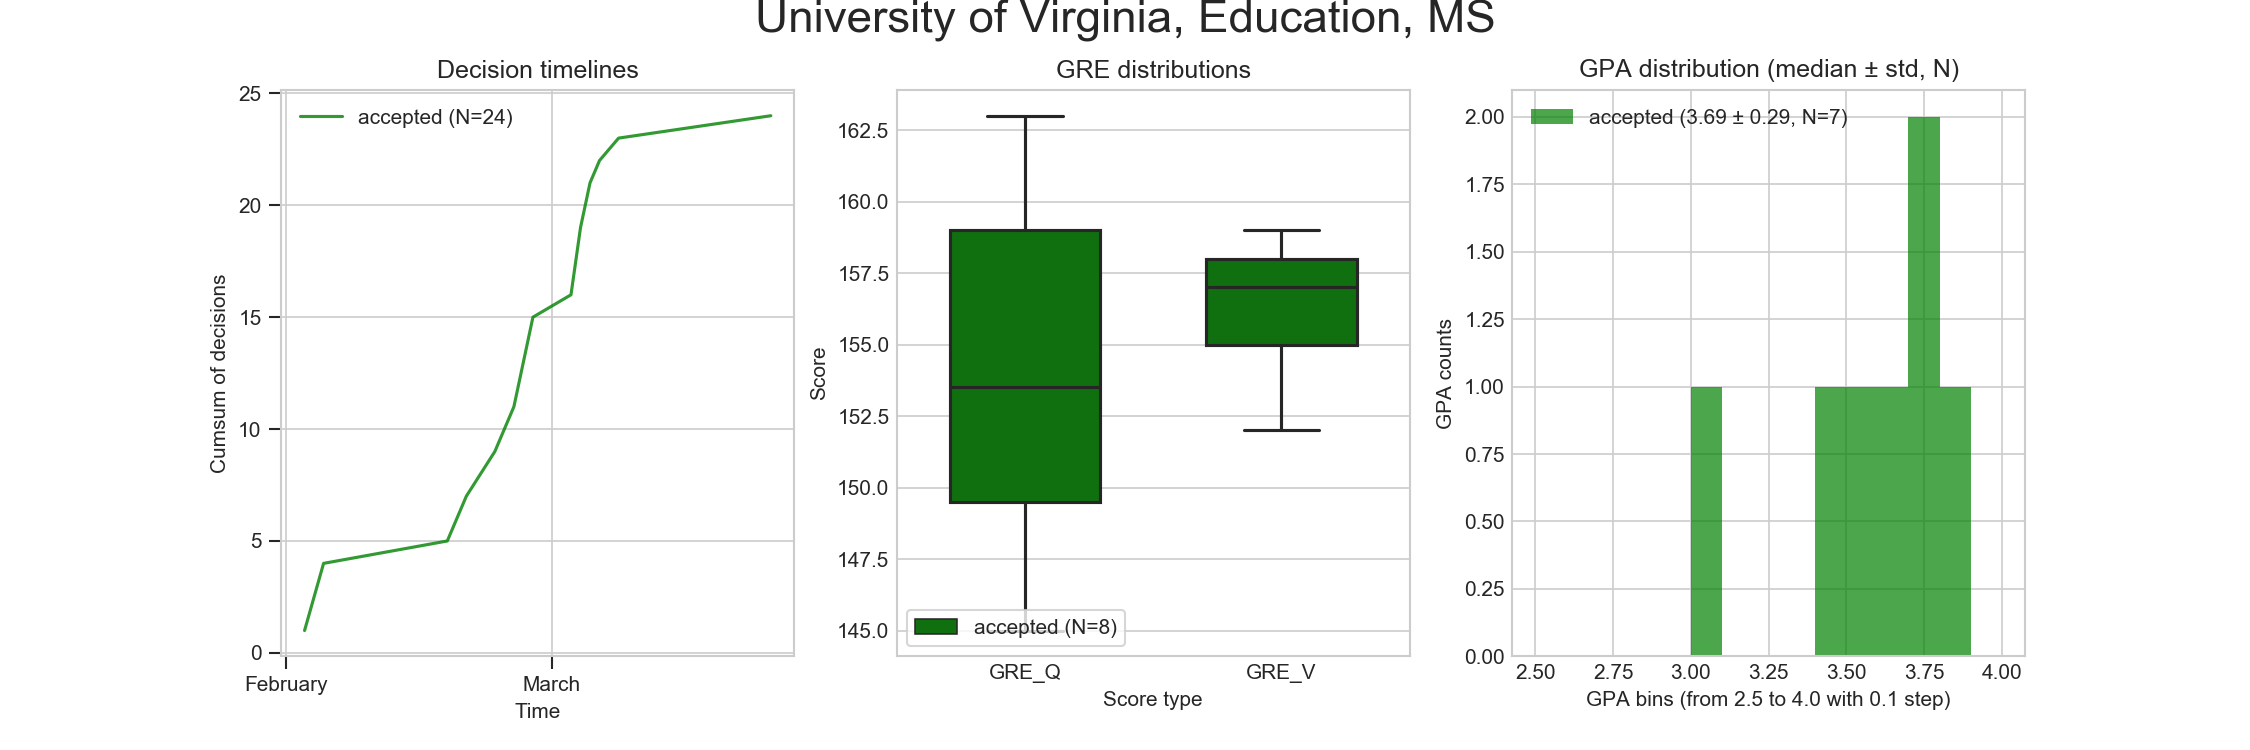 University of Virginia, Education, MS
Decision timelines
25
20
15
10
5
0
Cumsum of decisions
accepted (N=24)
February
March
Time
GRE distributions
162.5
160.0
157.5
155.0
152.5
150.0
147.5
145.0
Score
accepted (N=8)
GRE_Q
GRE_V
Score type
GPA distribution (median ± std, N)
2.00
1.75
1.50
1.25
1.00
0.75
0.50
0.25
0.00
GPA counts
accepted (3.69 ± 0.29, N=7)
2.50
2.75
3.00
3.25
3.50
3.75
4.00
GPA bins (from 2.5 to 4.0 with 0.1 step)